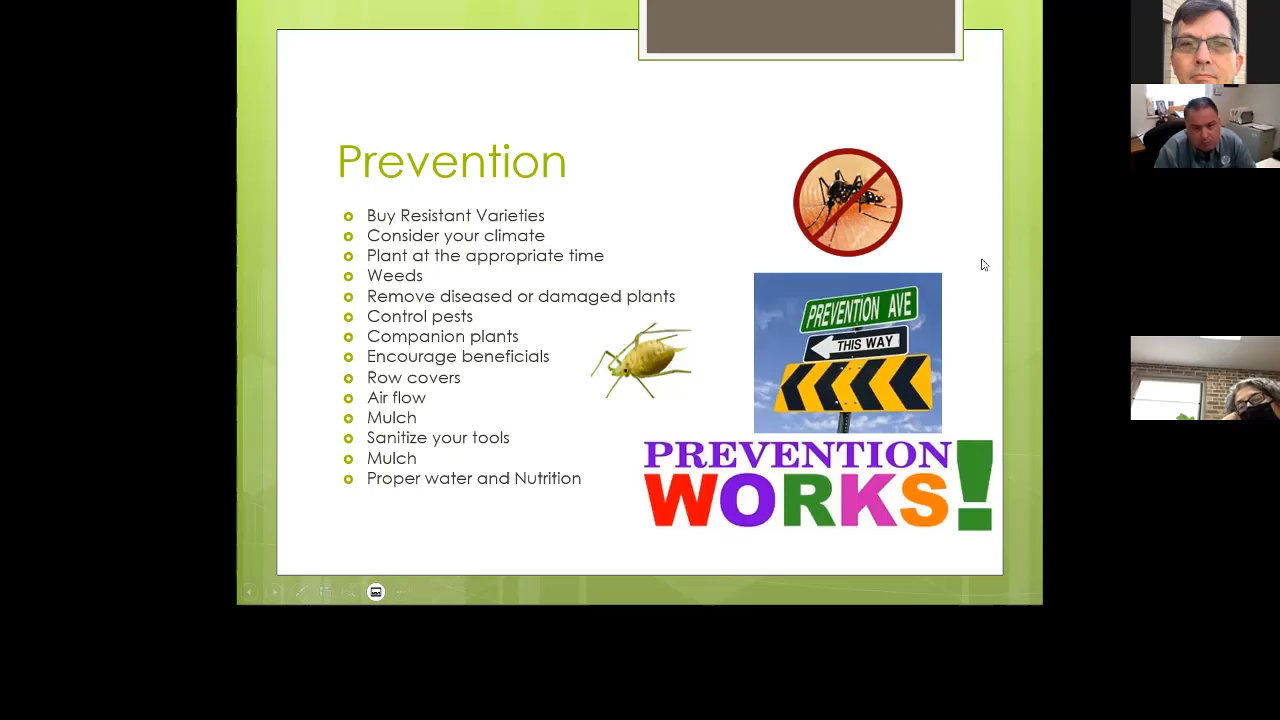 Prevention
Buy Resistant Varieties
Consider your climate
Plant at the appropriate time
Weeds
Remove diseased or damaged plants
Control pests
Companion plants
Encourage beneficials
Row covers
Air flow
Mulch
Sanitize your tools
Mulch
Proper water and Nutrition
PREVENTION AVE
THIS WAY
PREVENTION
WORKS!